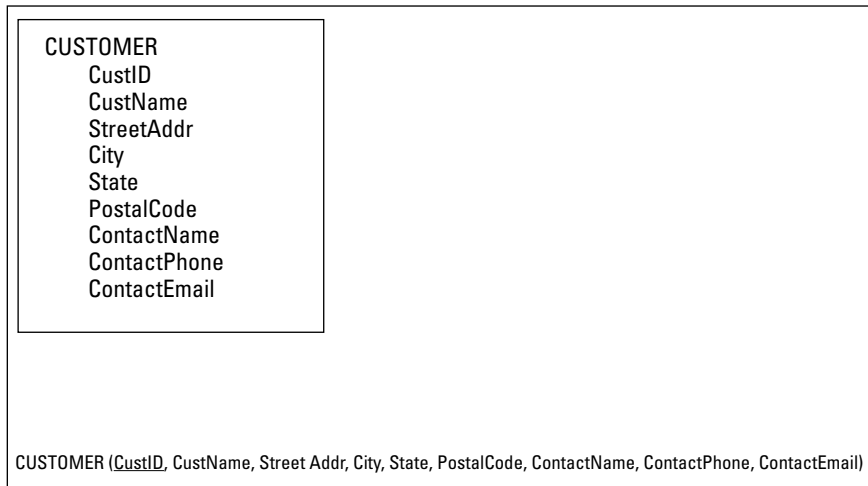 CUSTOMER
CustID
CustName
StreetAddr
City
State
PostalCode
ContactName
ContactPhone
ContactEmail
CUSTOMER (CustID, CustName, Street Addr, City, State, PostalCode, ContactName, ContactPhone, ContactEmail)